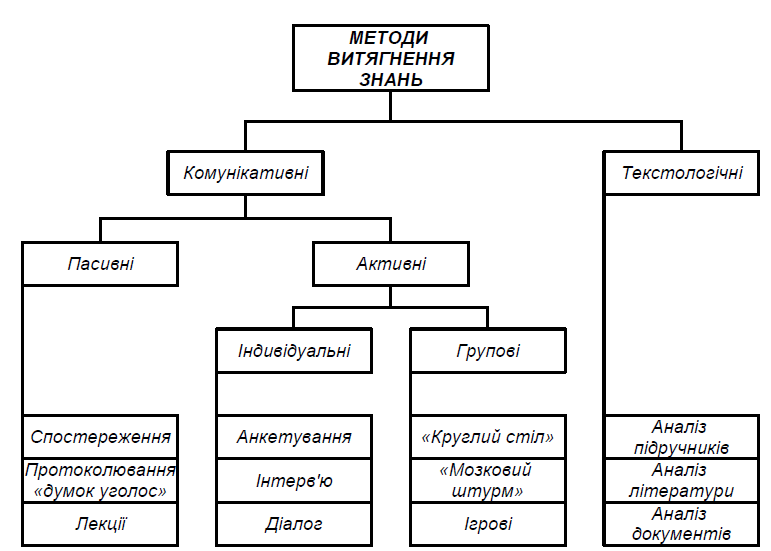 МЕТОДИ
ВИТЯГНЕННЯ
ЗНАНЬ
Комунікативні
Текстологічні
Пасивні
Активні
Індивідуальні
Групові
Спостереження
Анкетування
«Круглий стіл»
Аналіз
підручників
Протоколювання
«думок уголос»
Інтерв'ю
«Мозковий
штурм»
Аналіз
літератури
Лекції
Діалог
Ігрові
Аналіз
документів